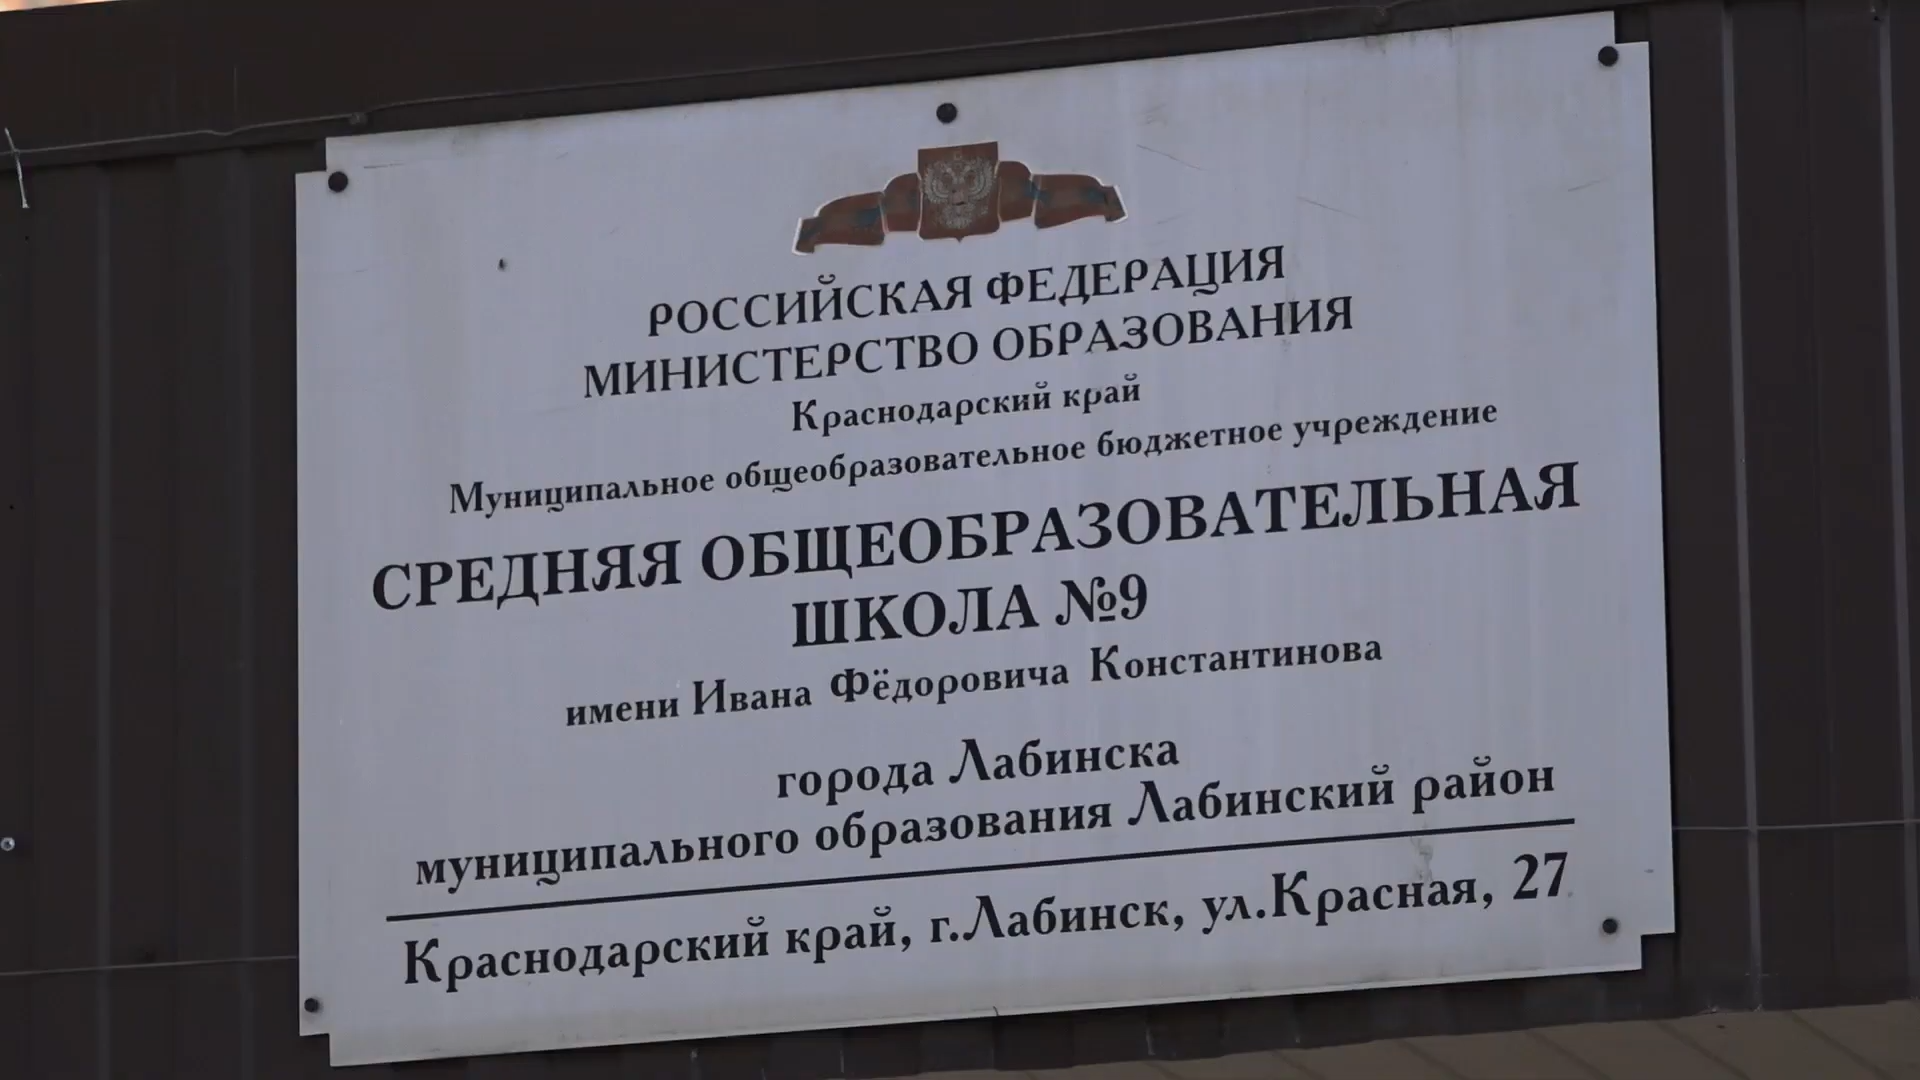 РОССИЙСКАЯ ФЕДЕРАЦИЯ
МИНИСТЕРСТВО ОБРАЗОВАНИЯ
Краснодарский край
Муниципальное общеобразовательное бюджетное учреждение
СРЕДНЯЯ ОБЩЕОБРАЗОВАТЕЛЬНАЯ
ШКОЛА №9
имени Ивана Фёдоровича Константинова
города Лабинска
муниципального образования Лабинский район
Краснодарский край, г.Лабинск, ул.Красная, 27